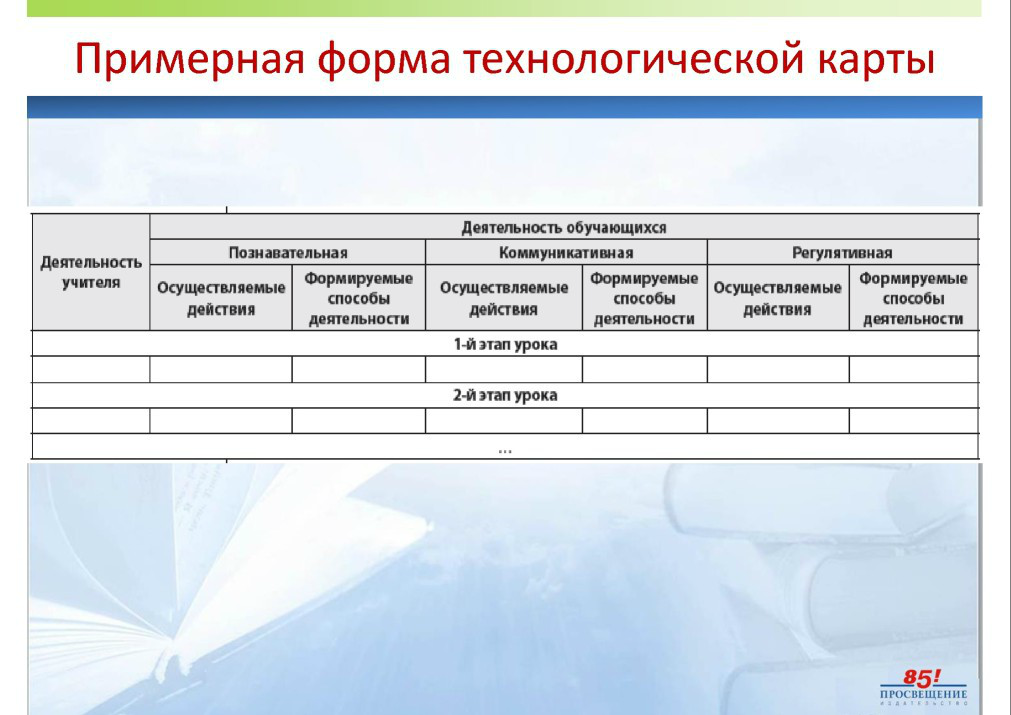 Примерная форма технологической карты
Деятельность обучающихся
Деятельность
учителя
Познавательная
Коммуникативная
Регулятивная
Осуществляемые
действия
Формируемые
способы
деятельности
Осуществляемые
действия
Формируемые
способы
деятельности
Осуществляемые
действия
Формируемые
способы
деятельности
1-й этап урока
2-й этап урока
...
85!
ПРОСВЕЩЕНИЕ
ИЗДАТЕЛЬСТВО